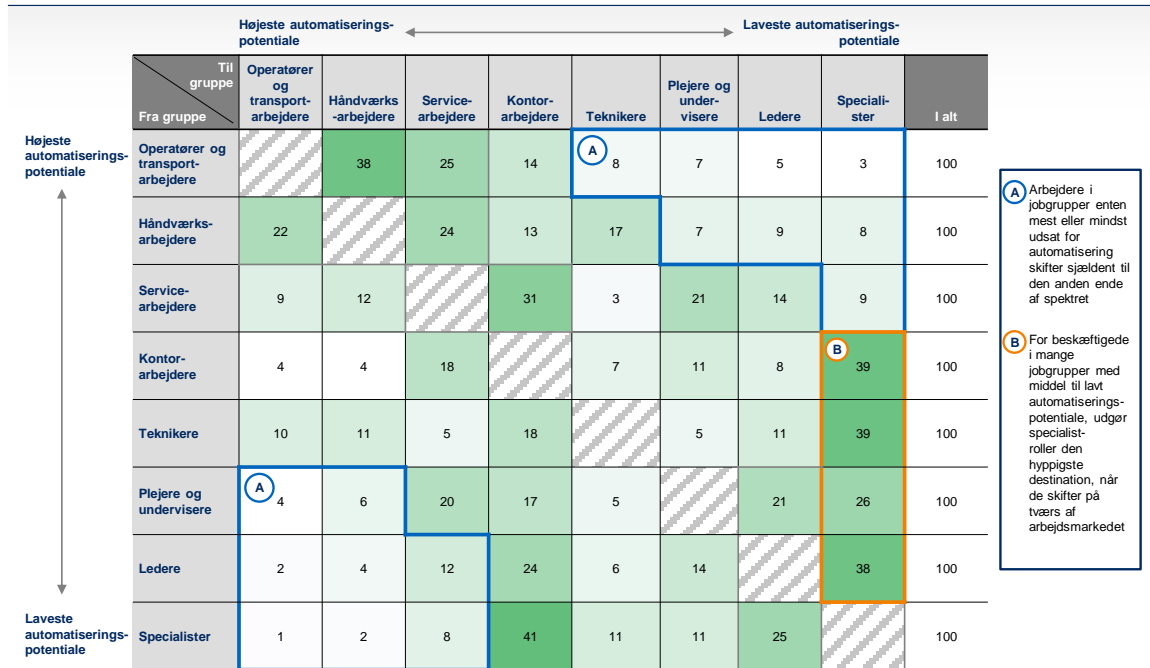 Højeste automatiserings-
potentiale
Laveste automatiserings-
potentiale
Til
gruppe
Fra gruppe
Operatører
og
transport-
arbejdere
Håndværks
-arbejdere
Service-
arbejdere
Kontor-
arbejdere
Teknikere
Plejere og
under-
visere
Ledere
Speciali-
ster
I alt
Højeste
automatiserings-
potentiale
Operatører og
transport-
arbejdere
38
25
14
A
8
7
5
3
100
Håndværks-
arbejdere
22
24
13
17
7
9
8
100
Service-
arbejdere
9
12
31
3
21
14
9
100
Kontor-
arbejdere
4
4
18
7
11
8
B
39
100
Teknikere
10
11
5
18
5
11
39
100
Plejere og
undervisere
A
4
6
20
17
5
21
26
100
Ledere
2
4
12
24
6
14
38
100
Laveste
automatiserings-
potentiale
Specialister
1
2
8
41
11
11
25
100
A Arbejdere i
jobgrupper enten
mest eller mindst
udsat for
automatisering
skifter sjældent til
den anden ende
af spektret
B For beskæftigede
i mange
jobgrupper med
middel til lavt
automatiserings-
potentiale, udgør
specialist-
roller den
hyppigste
destination, når
de skifter på
tværs af
arbejdsmarkedet